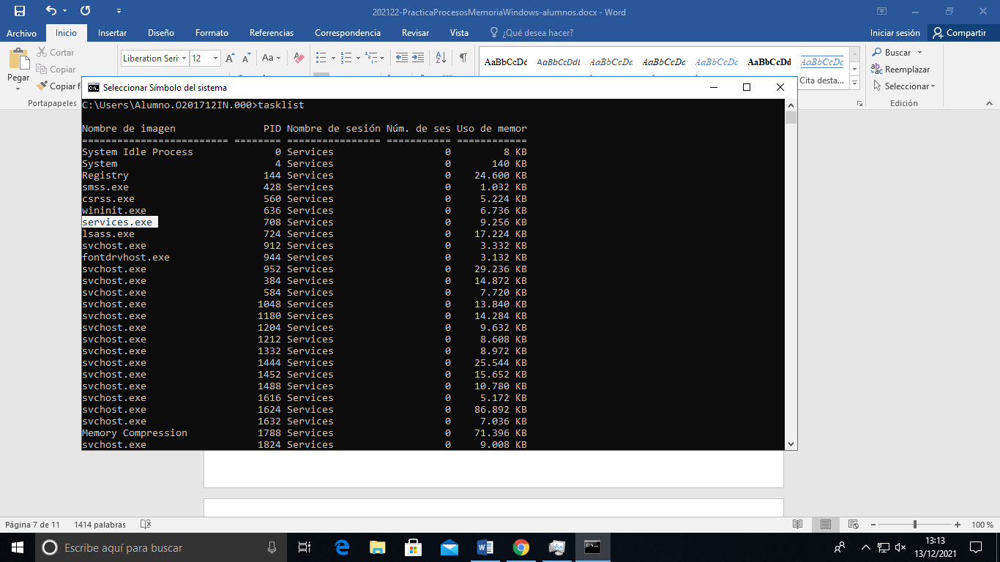 202122-PracticaProcesosMemoriaWindows-alumnos.docx - Word
Archivo Inicio Insertar Diseño Formato Referencias Correspondencia Revisar Vista ¿Qué desea hacer? Iniciar sesión Compartir
Pegar
Cortar
Copiar
Copiar f
Portapapeles
Liberation Seri 12
AaBbCcDc AaBbCcDdE AaBbCcDc AaBbCcDc AaBbCcDc AaBbCcDd AaBbCcDc
Cita desta...
Buscar
Reemplazar
Seleccionar
Edición
Seleccionar Símbolo del sistema
C:\Users\Alumno.O201712IN.000>tasklist
Nombre de imagen PID Nombre de sesión Núm. de ses Uso de memor
========================= ======== ================ =========== ============
System Idle Process 0 Services 0 8 KB
System 4 Services 0 140 KB
Registry 144 Services 0 24.600 KB
smss.exe 428 Services 0 1.032 KB
csrss.exe 560 Services 0 5.224 KB
wininit.exe 636 Services 0 6.736 KB
services.exe 708 Services 0 9.256 KB
lsass.exe 724 Services 0 17.224 KB
svchost.exe 912 Services 0 3.332 KB
fontdrvhost.exe 944 Services 0 3.132 KB
svchost.exe 952 Services 0 29.236 KB
svchost.exe 384 Services 0 14.872 KB
svchost.exe 584 Services 0 7.720 KB
svchost.exe 1048 Services 0 13.840 KB
svchost.exe 1180 Services 0 14.284 KB
svchost.exe 1204 Services 0 9.632 KB
svchost.exe 1212 Services 0 8.608 KB
svchost.exe 1332 Services 0 8.972 KB
svchost.exe 1444 Services 0 25.544 KB
svchost.exe 1452 Services 0 15.652 KB
svchost.exe 1488 Services 0 10.780 KB
svchost.exe 1616 Services 0 5.172 KB
svchost.exe 1624 Services 0 86.892 KB
svchost.exe 1632 Services 0 7.036 KB
Memory Compression 1788 Services 0 71.396 KB
svchost.exe 1824 Services 0 9.008 KB
Página 7 de 11 1414 palabras 100 %
Escribe aquí para buscar
13:13
13/12/2021